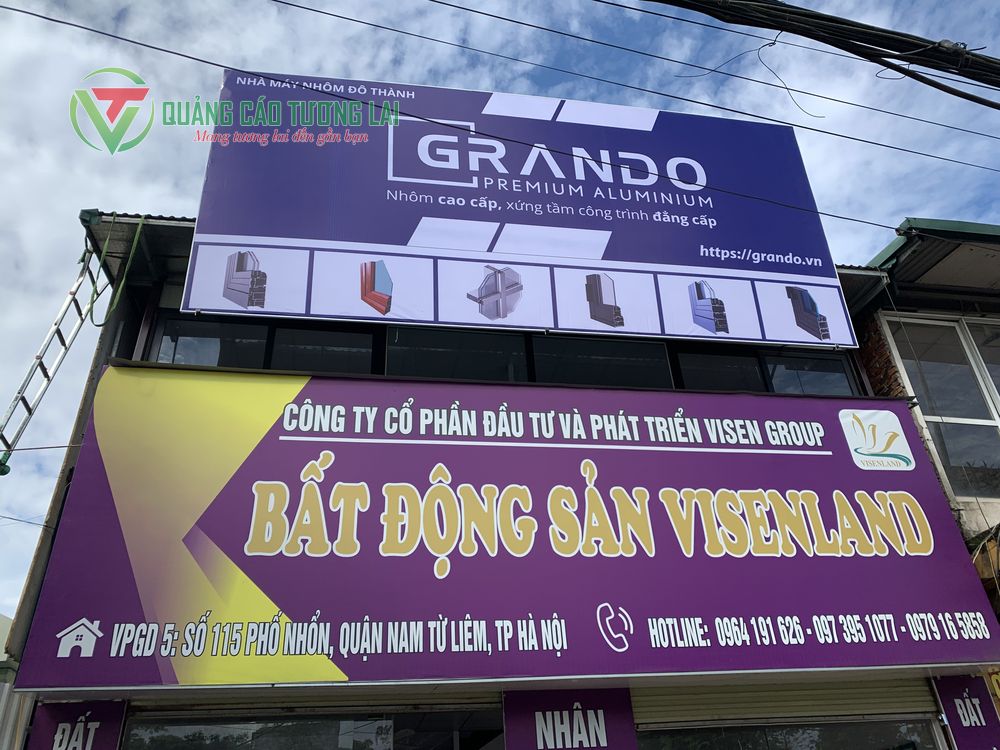 NHÀ MÁY NHÔM ĐÔ THÀNH
QUẢNG CÁO TƯƠNG LAI
Mang tương lai đến gần bạn
GRANDO
PREMIUM ALUMINIUM
Nhôm cao cấp, xứng tầm công trình đẳng cấp
https://grando.vn
CÔNG TY CỔ PHẦN ĐẦU TƯ VÀ PHÁT TRIỂN VISEN GROUP
VISENLAND
BẤT ĐỘNG SẢN VISENLAND
VPGD 5: SỐ 115 PHỐ NHỔN, QUẬN NAM TỪ LIÊM, TP HÀ NỘI
HOTLINE: 0964 191 626 - 097 395 1077 - 0979 16 5858
ĐẤT
NHÂN
ĐẤT